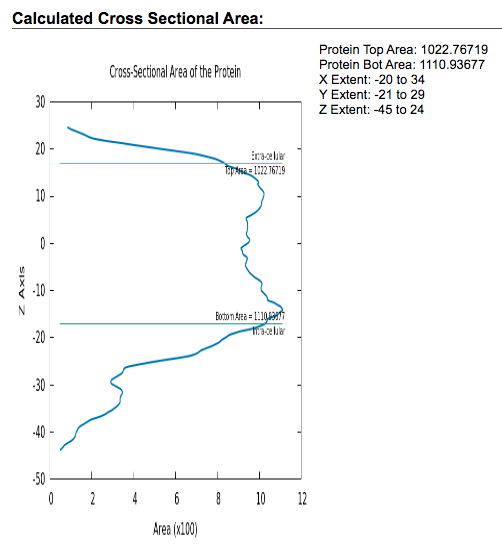 Calculated Cross Sectional Area:
Protein Top Area: 1022.76719
Protein Bot Area: 1110.93677
X Extent: -20 to 34
Y Extent: -21 to 29
Z Extent: -45 to 24
Cross-Sectional Area of the Protein
30
20
10
0
-10
-20
-30
-40
-50
Z Axis
Extra-cellular
Top Area = 1022.76719
Bottom Area = 1110.93677
Intra-cellular
0 2 4 6 8 10 12
Area (x100)